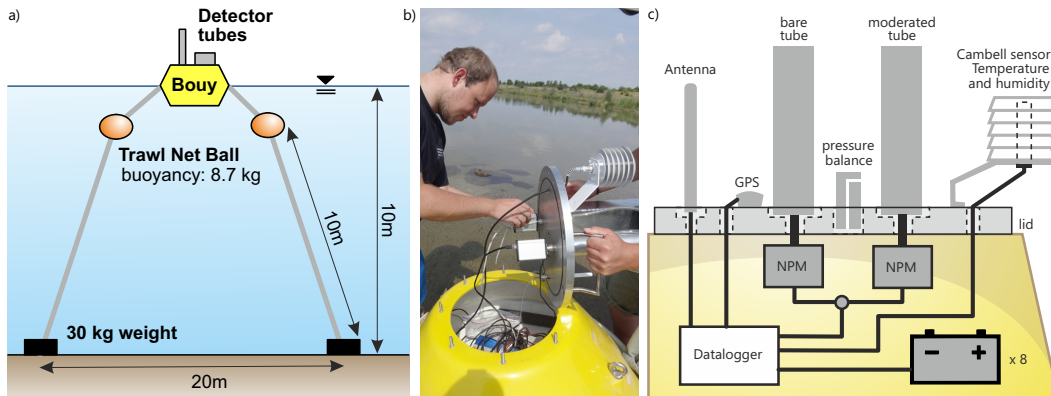 a)
Detector
tubes
Bouy
Trawl Net Ball
buoyancy: 8.7 kg
10m
10m
30 kg weight
20m
b)
c)
bare
tube
moderated
tube
Cambell sensor
Temperature
and humidity
Antenna
pressure
balance
GPS
lid
NPM
NPM
Datalogger
− +
x 8